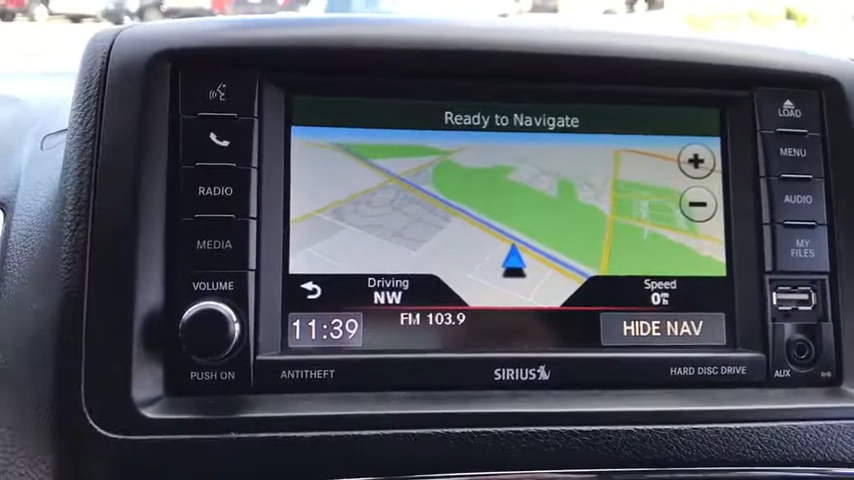 RADIO
MEDIA
VOLUME
PUSH ON
Ready to Navigate
Driving
NW
Speed
0
11:39
FM 103.9
HIDE NAV
LOAD
MENU
AUDIO
MY
FILES
ANTITHEFT
SIRIUS
HARD DISC DRIVE
AUX